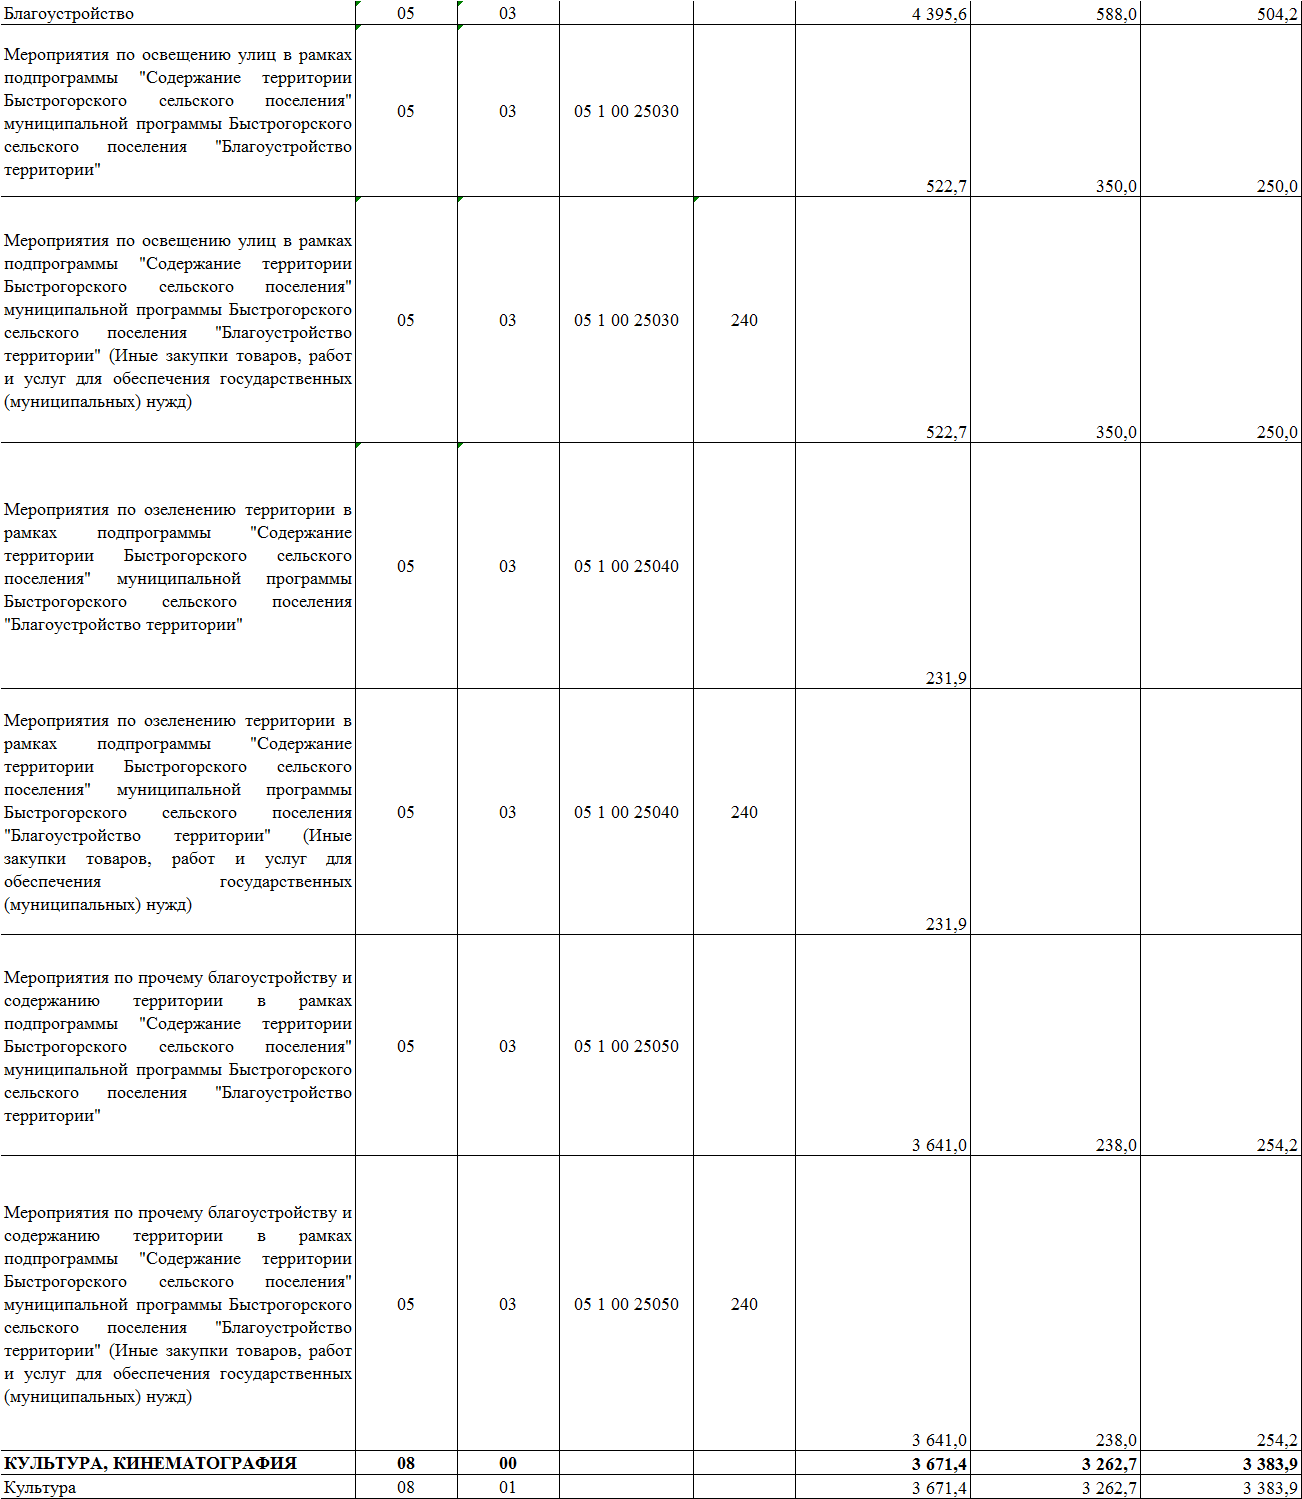 Благоустройство 05 03 4 395,6 588,0 504,2
Мероприятия по освещению улиц в рамках
подпрограммы "Содержание территории
Быстрогорского сельского поселения"
муниципальной программы Быстрогорского
сельского поселения "Благоустройство
территории"
05 03 05 1 00 25030
522,7 350,0 250,0
Мероприятия по освещению улиц в рамках
подпрограммы "Содержание территории
Быстрогорского сельского поселения"
муниципальной программы Быстрогорского
сельского поселения "Благоустройство
территории" (Иные закупки товаров, работ
и услуг для обеспечения государственных
(муниципальных) нужд)
05 03 05 1 00 25030 240
522,7 350,0 250,0
Мероприятия по озеленению территории в
рамках подпрограммы "Содержание
территории Быстрогорского сельского
поселения" муниципальной программы
Быстрогорского сельского поселения
"Благоустройство территории"
05 03 05 1 00 25040
231,9
Мероприятия по озеленению территории в
рамках подпрограммы "Содержание
территории Быстрогорского сельского
поселения" муниципальной программы
Быстрогорского сельского поселения
"Благоустройство территории" (Иные
закупки товаров, работ и услуг для
обеспечения государственных
(муниципальных) нужд)
05 03 05 1 00 25040 240
231,9
Мероприятия по прочему благоустройству и
содержанию территории в рамках
подпрограммы "Содержание территории
Быстрогорского сельского поселения"
муниципальной программы Быстрогорского
сельского поселения "Благоустройство
территории"
05 03 05 1 00 25050
3 641,0 238,0 254,2
Мероприятия по прочему благоустройству и
содержанию территории в рамках
подпрограммы "Содержание территории
Быстрогорского сельского поселения"
муниципальной программы Быстрогорского
сельского поселения "Благоустройство
территории" (Иные закупки товаров, работ
и услуг для обеспечения государственных
(муниципальных) нужд)
05 03 05 1 00 25050 240
3 641,0 238,0 254,2
КУЛЬТУРА, КИНЕМАТОГРАФИЯ 08 00 3 671,4 3 262,7 3 383,9
Культура 08 01 3 671,4 3 262,7 3 383,9